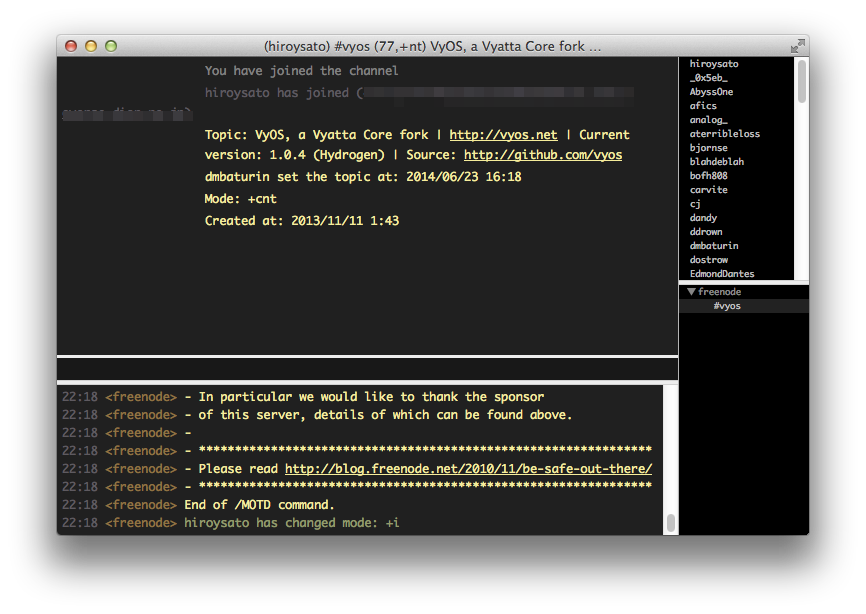 (hiroysato) #vyos (77,+nt) VyOS, a Vyatta Core fork ...
You have joined the channel
hiroysato has joined (
Topic: VyOS, a Vyatta Core fork | http://vyos.net | Current
version: 1.0.4 (Hydrogen) | Source: http://github.com/vyos
dmbaturin set the topic at: 2014/06/23 16:18
Mode: +cnt
Created at: 2013/11/11 1:43
hiroysato
_0x5eb_
AbyssOne
afics
analog_
aterribleloss
bjornse
blahdeblah
bofh808
carvite
cj
dandy
ddrown
dmbaturin
dostrow
EdmondDantes
freenode
#vyos
22:18 <freenode> - In particular we would like to thank the sponsor
22:18 <freenode> - of this server, details of which can be found above.
22:18 <freenode> -
22:18 <freenode> - ***************************************************************
22:18 <freenode> - Please read http://blog.freenode.net/2010/11/be-safe-out-there/
22:18 <freenode> - ***************************************************************
22:18 <freenode> End of /MOTD command.
22:18 <freenode> hiroysato has changed mode: +i